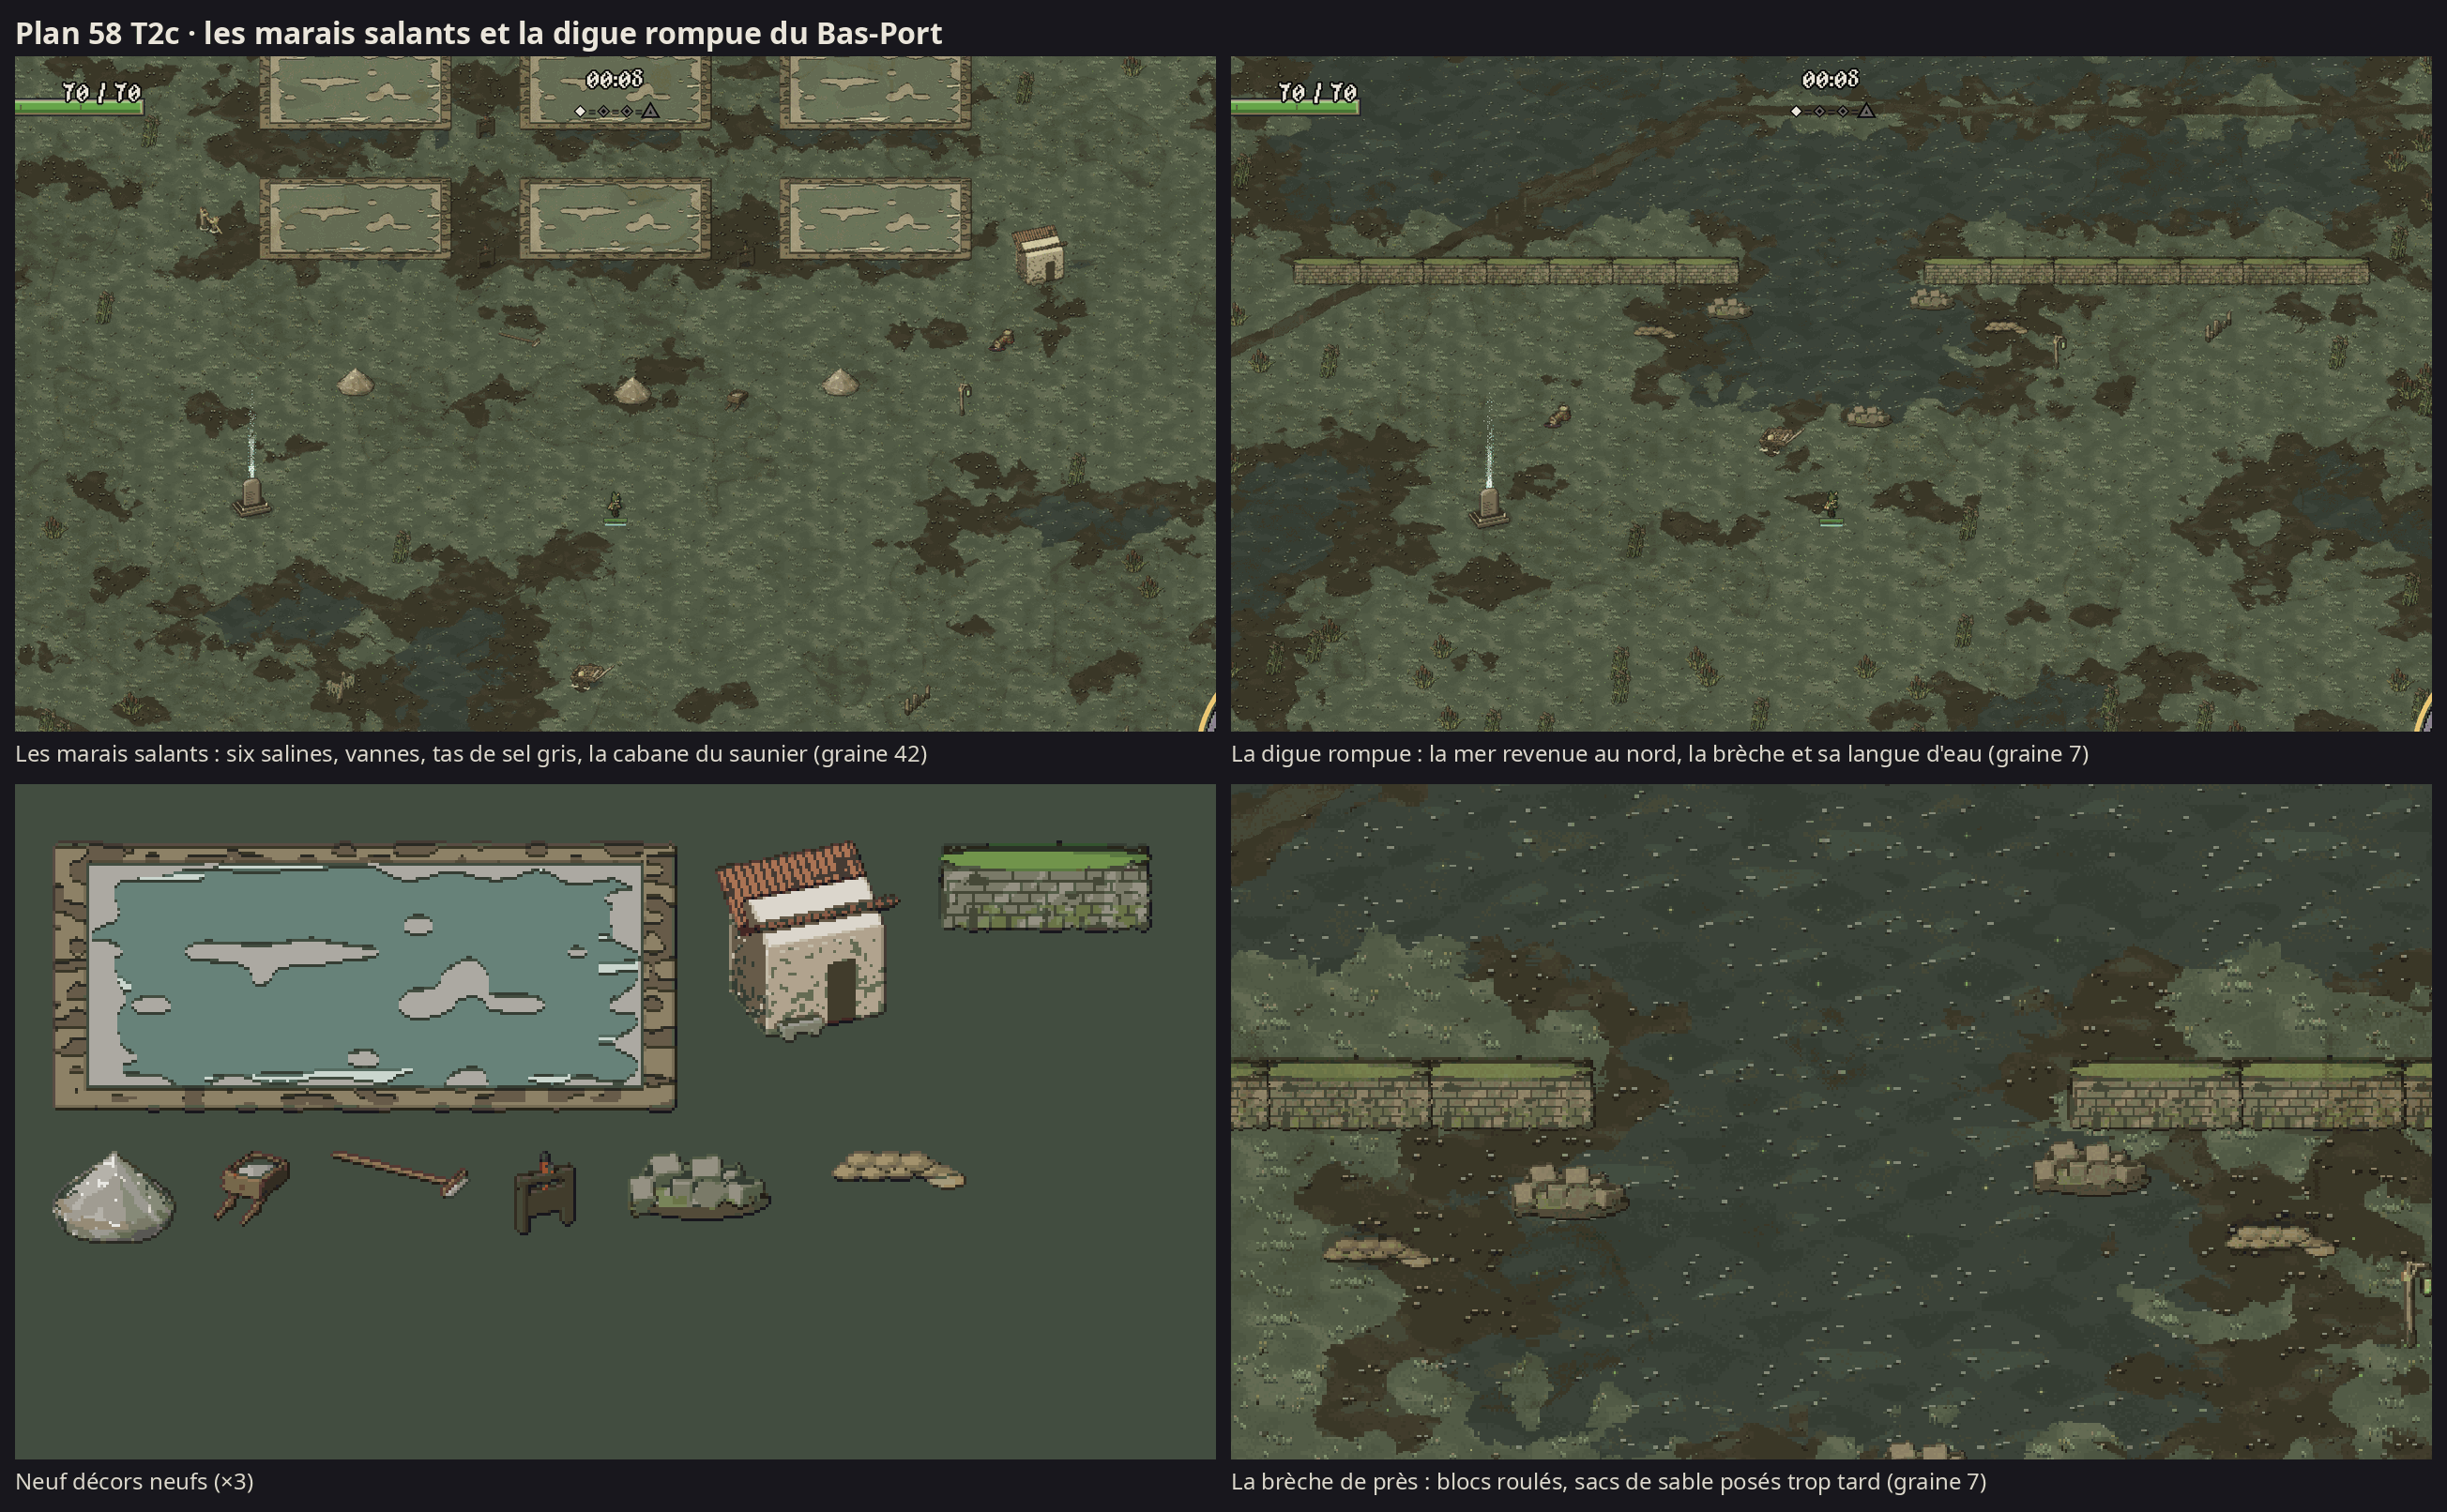 Plan 58 T2c · les marais salants et la digue rompue du Bas-Port
70 / 70
00:08
70 / 70
00:08
Les marais salants : six salines, vannes, tas de sel gris, la cabane du saunier (graine 42)
La digue rompue : la mer revenue au nord, la brèche et sa langue d'eau (graine 7)
Neuf décors neufs (×3)
La brèche de près : blocs roulés, sacs de sable posés trop tard (graine 7)